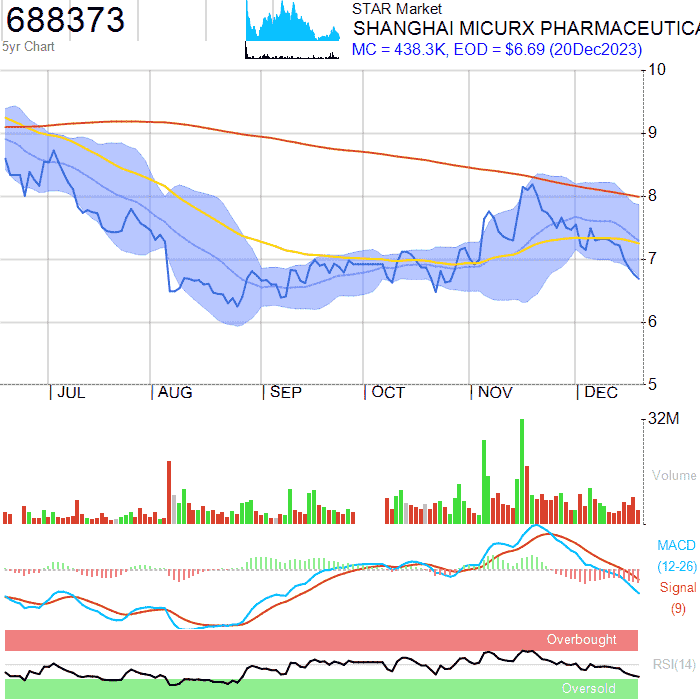 688373
5yr Chart
STAR Market
SHANGHAI MICURX PHARMACEUTICA
MC = 438.3K, EOD = $6.69 (20Dec2023)
10
9
8
7
6
5
JUL AUG SEP OCT NOV DEC
32M
Volume
MACD
(12-26)
Signal
(9)
Overbought
RSI(14)
Oversold